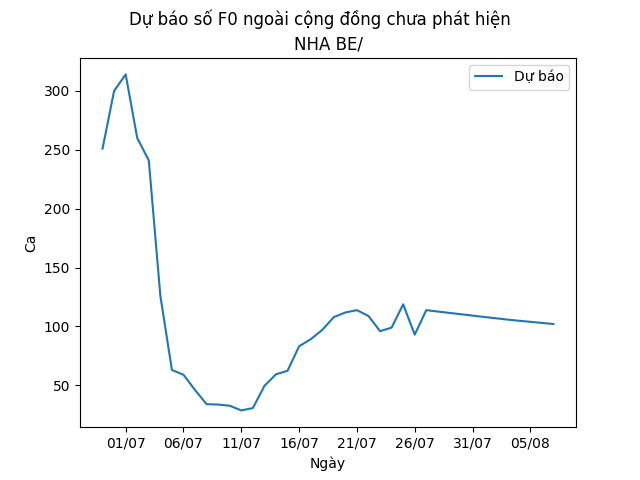 Dự báo số F0 ngoài cộng đồng chưa phát hiện
NHA BE/
Dự báo
300
250
200
150
100
50
Ca
01/07 06/07 11/07 16/07 21/07 26/07 31/07 05/08
Ngày